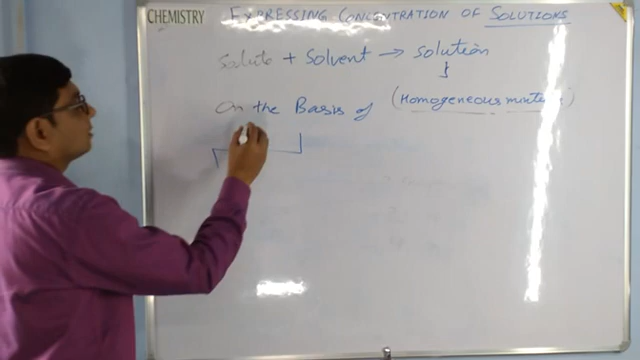 CHEMISTRY EXPRESSING CONCENTRATION OF SOLUTIONS
Solute + Solvent → Solution
On the Basis of (Homogeneous mixture)